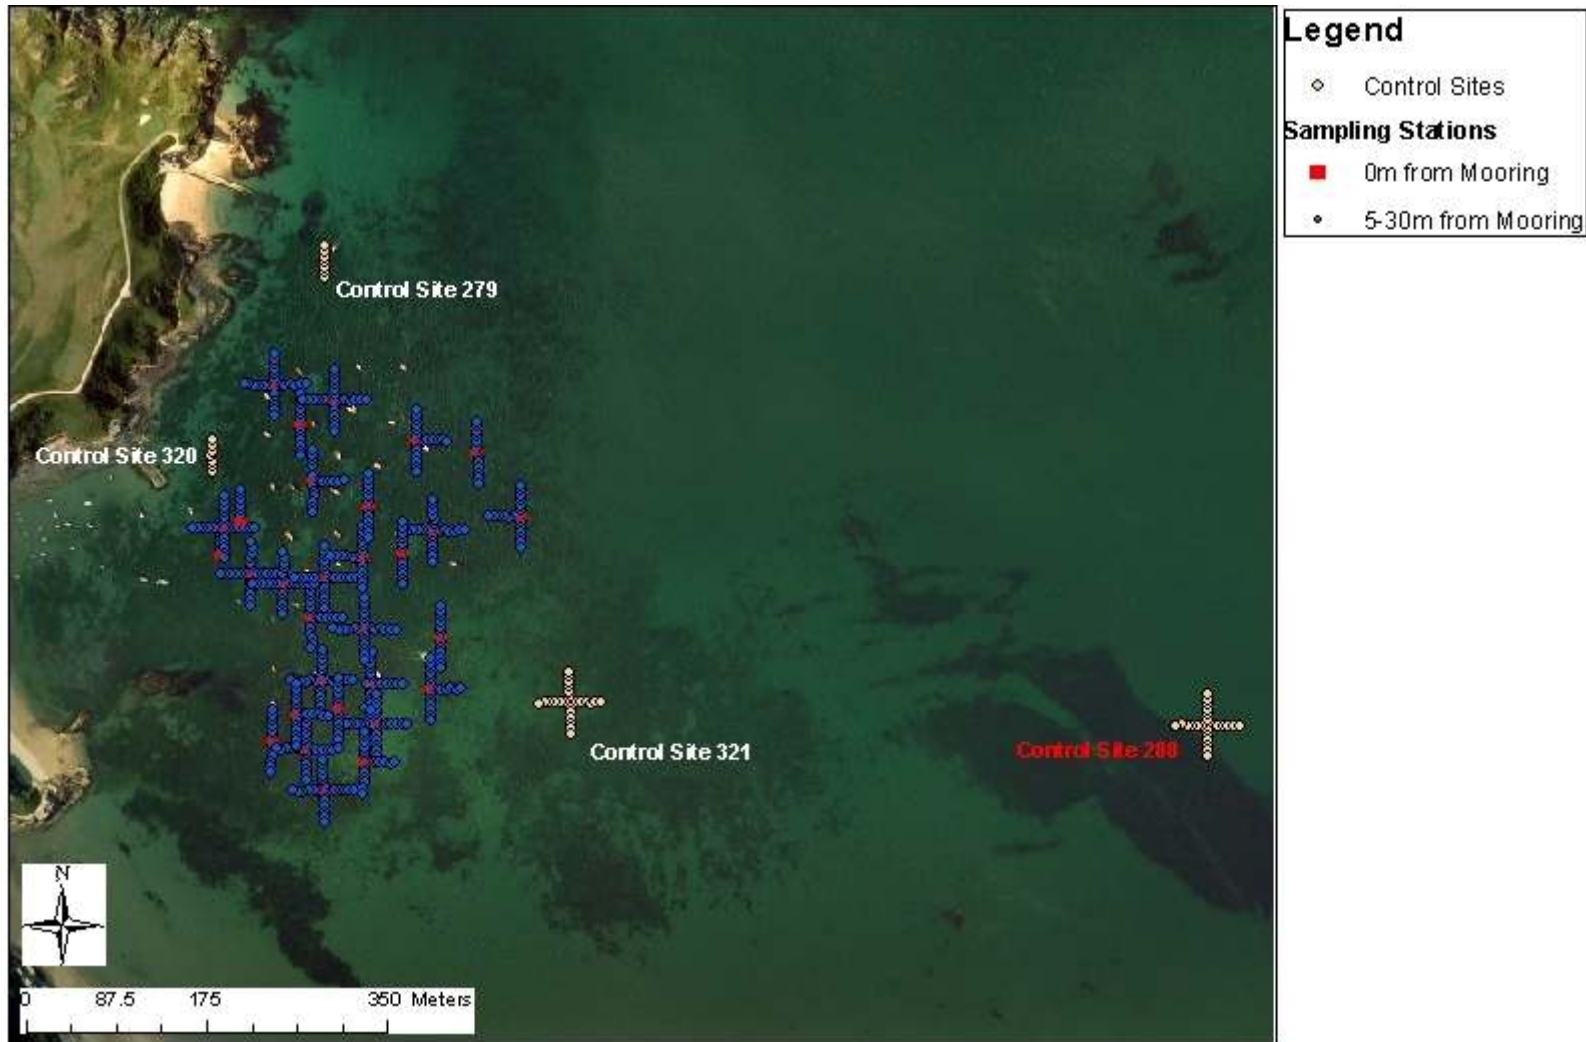 Legend
Control Sites
Sampling Stations
0m from Mooring
5-30m from Mooring
Control Site 279
Control Site 320
Control Site 321
Control Site 288
N
0 87.5 175 350 Meters